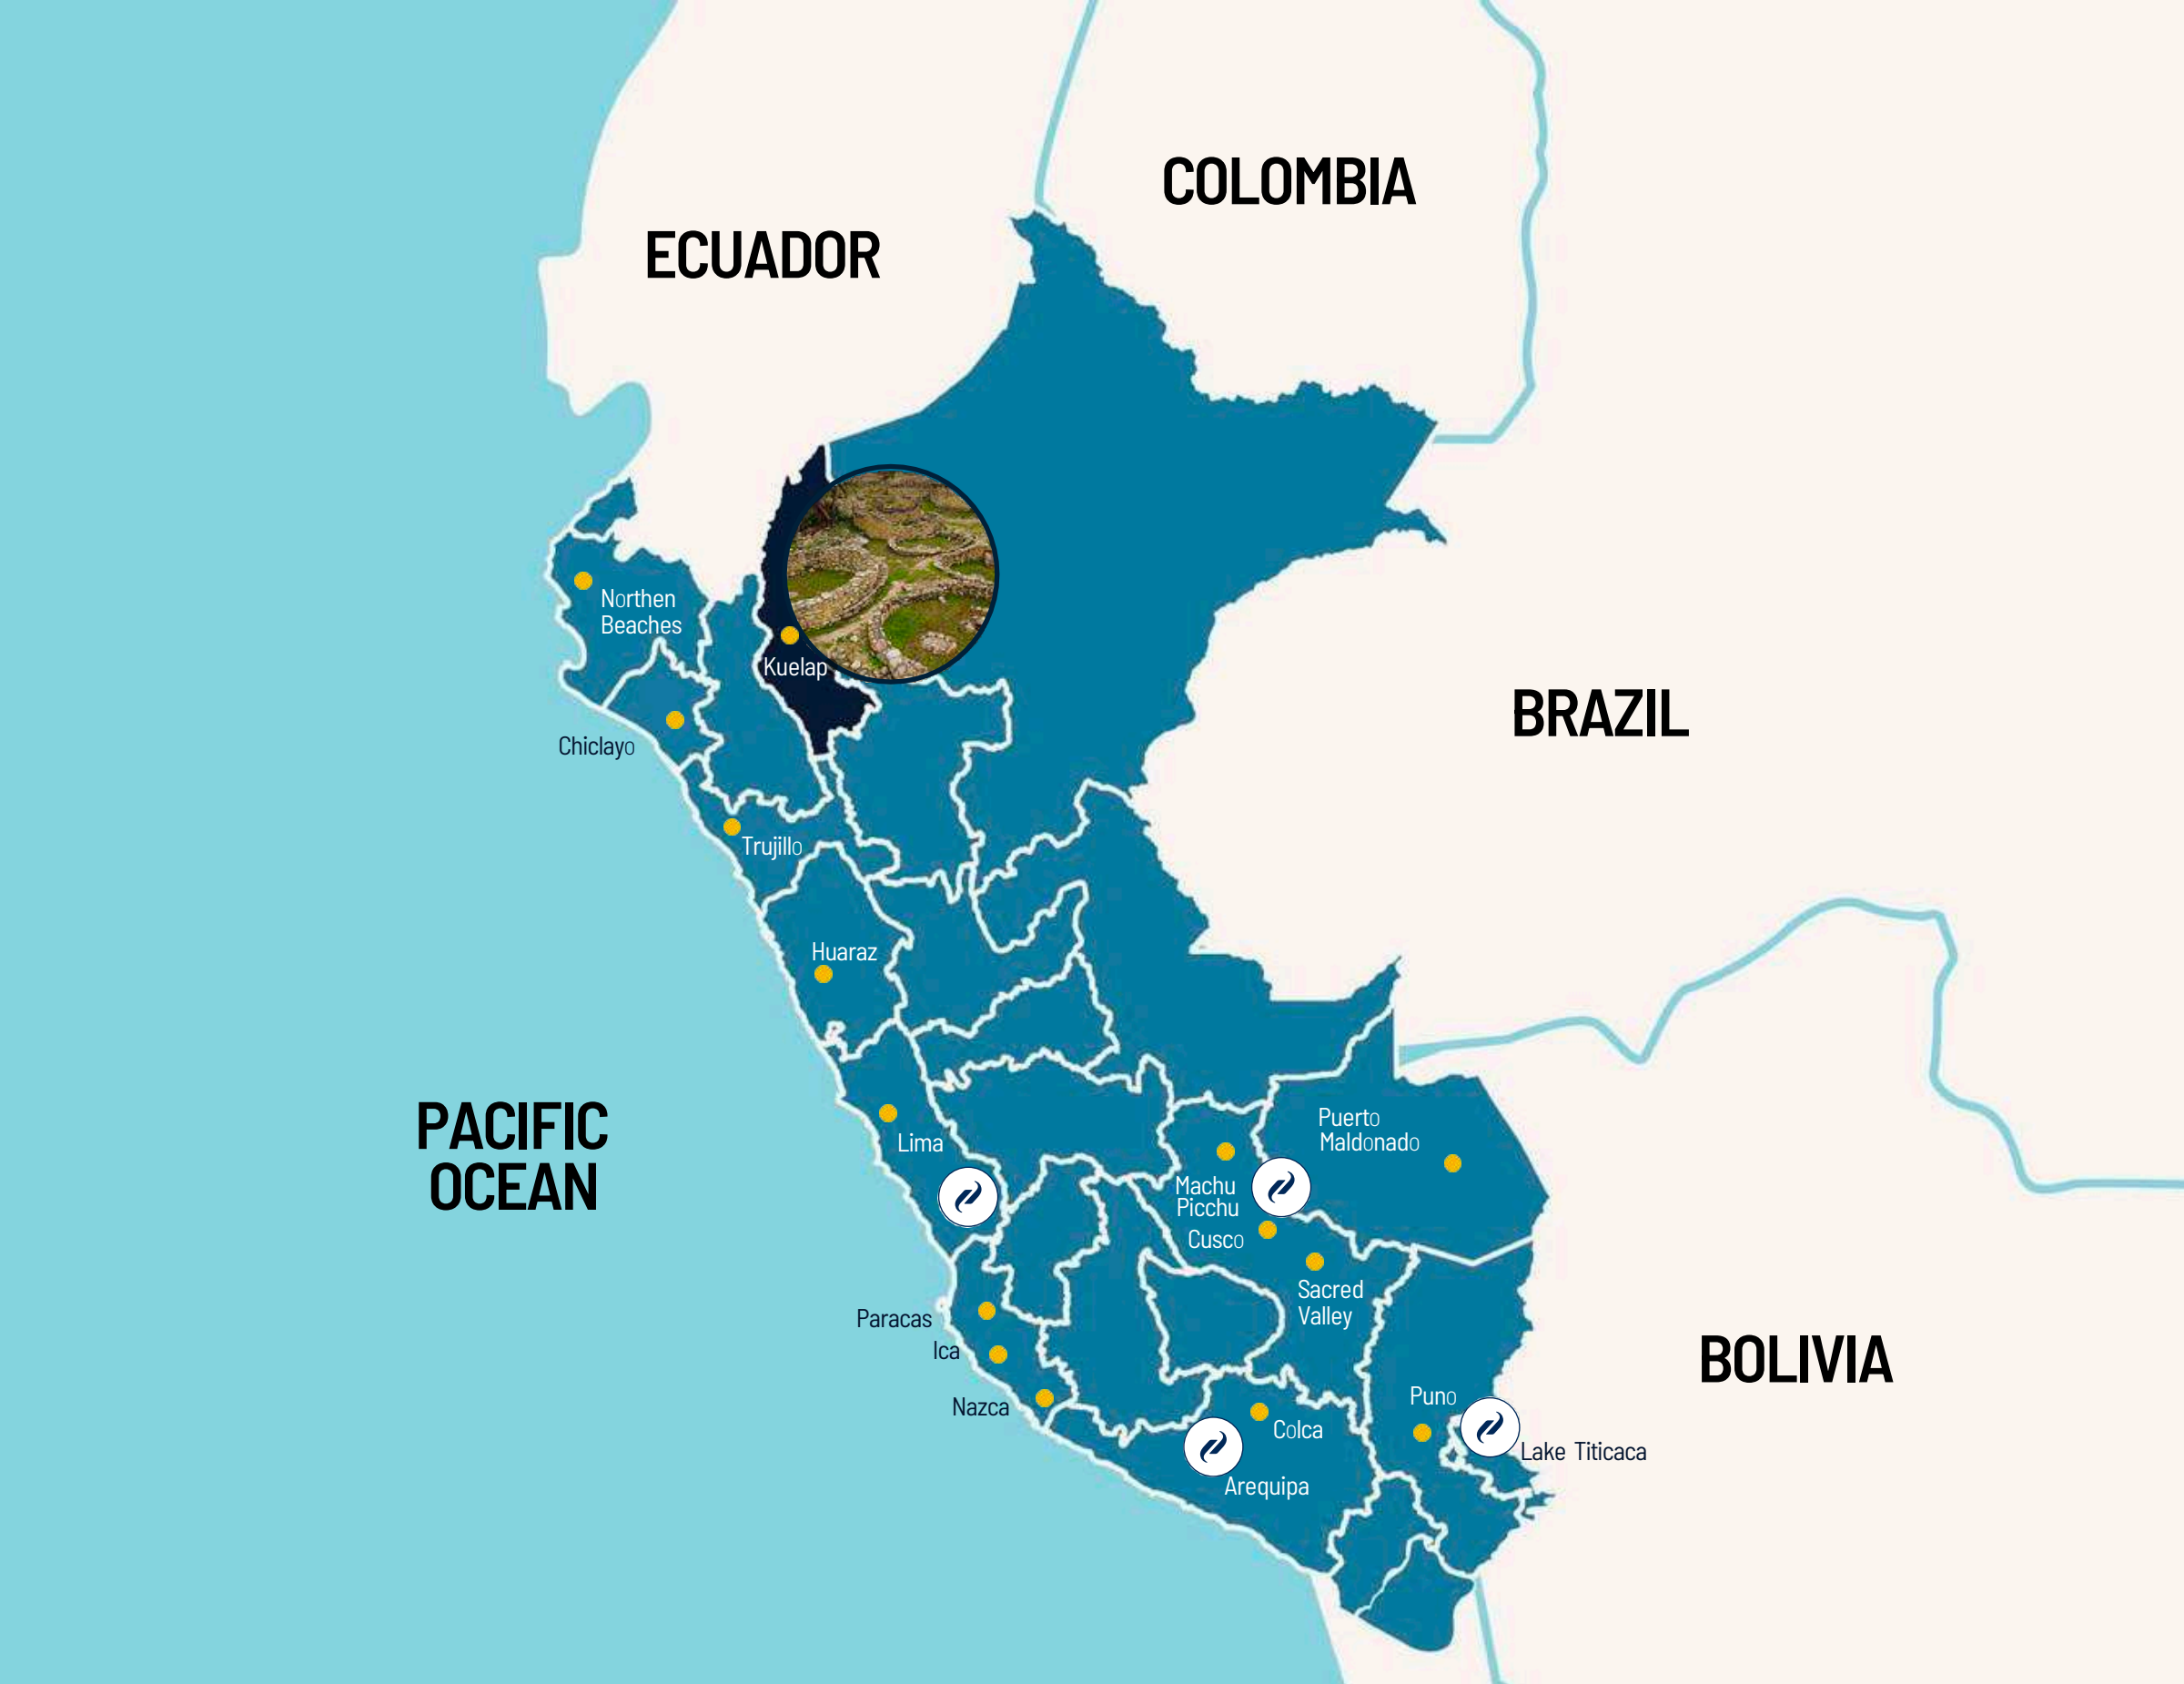 COLOMBIA
ECUADOR
Northen
Beaches
Kuelap
BRAZIL
Chiclayo
Trujillo
Huaraz
PACIFIC
OCEAN
Lima
Puerto
Maldonado
Machu
Picchu
Cusco
Sacred
Valley
Paracas
Ica
Nazca
BOLIVIA
Puno
Colca
Lake Titicaca
Arequipa